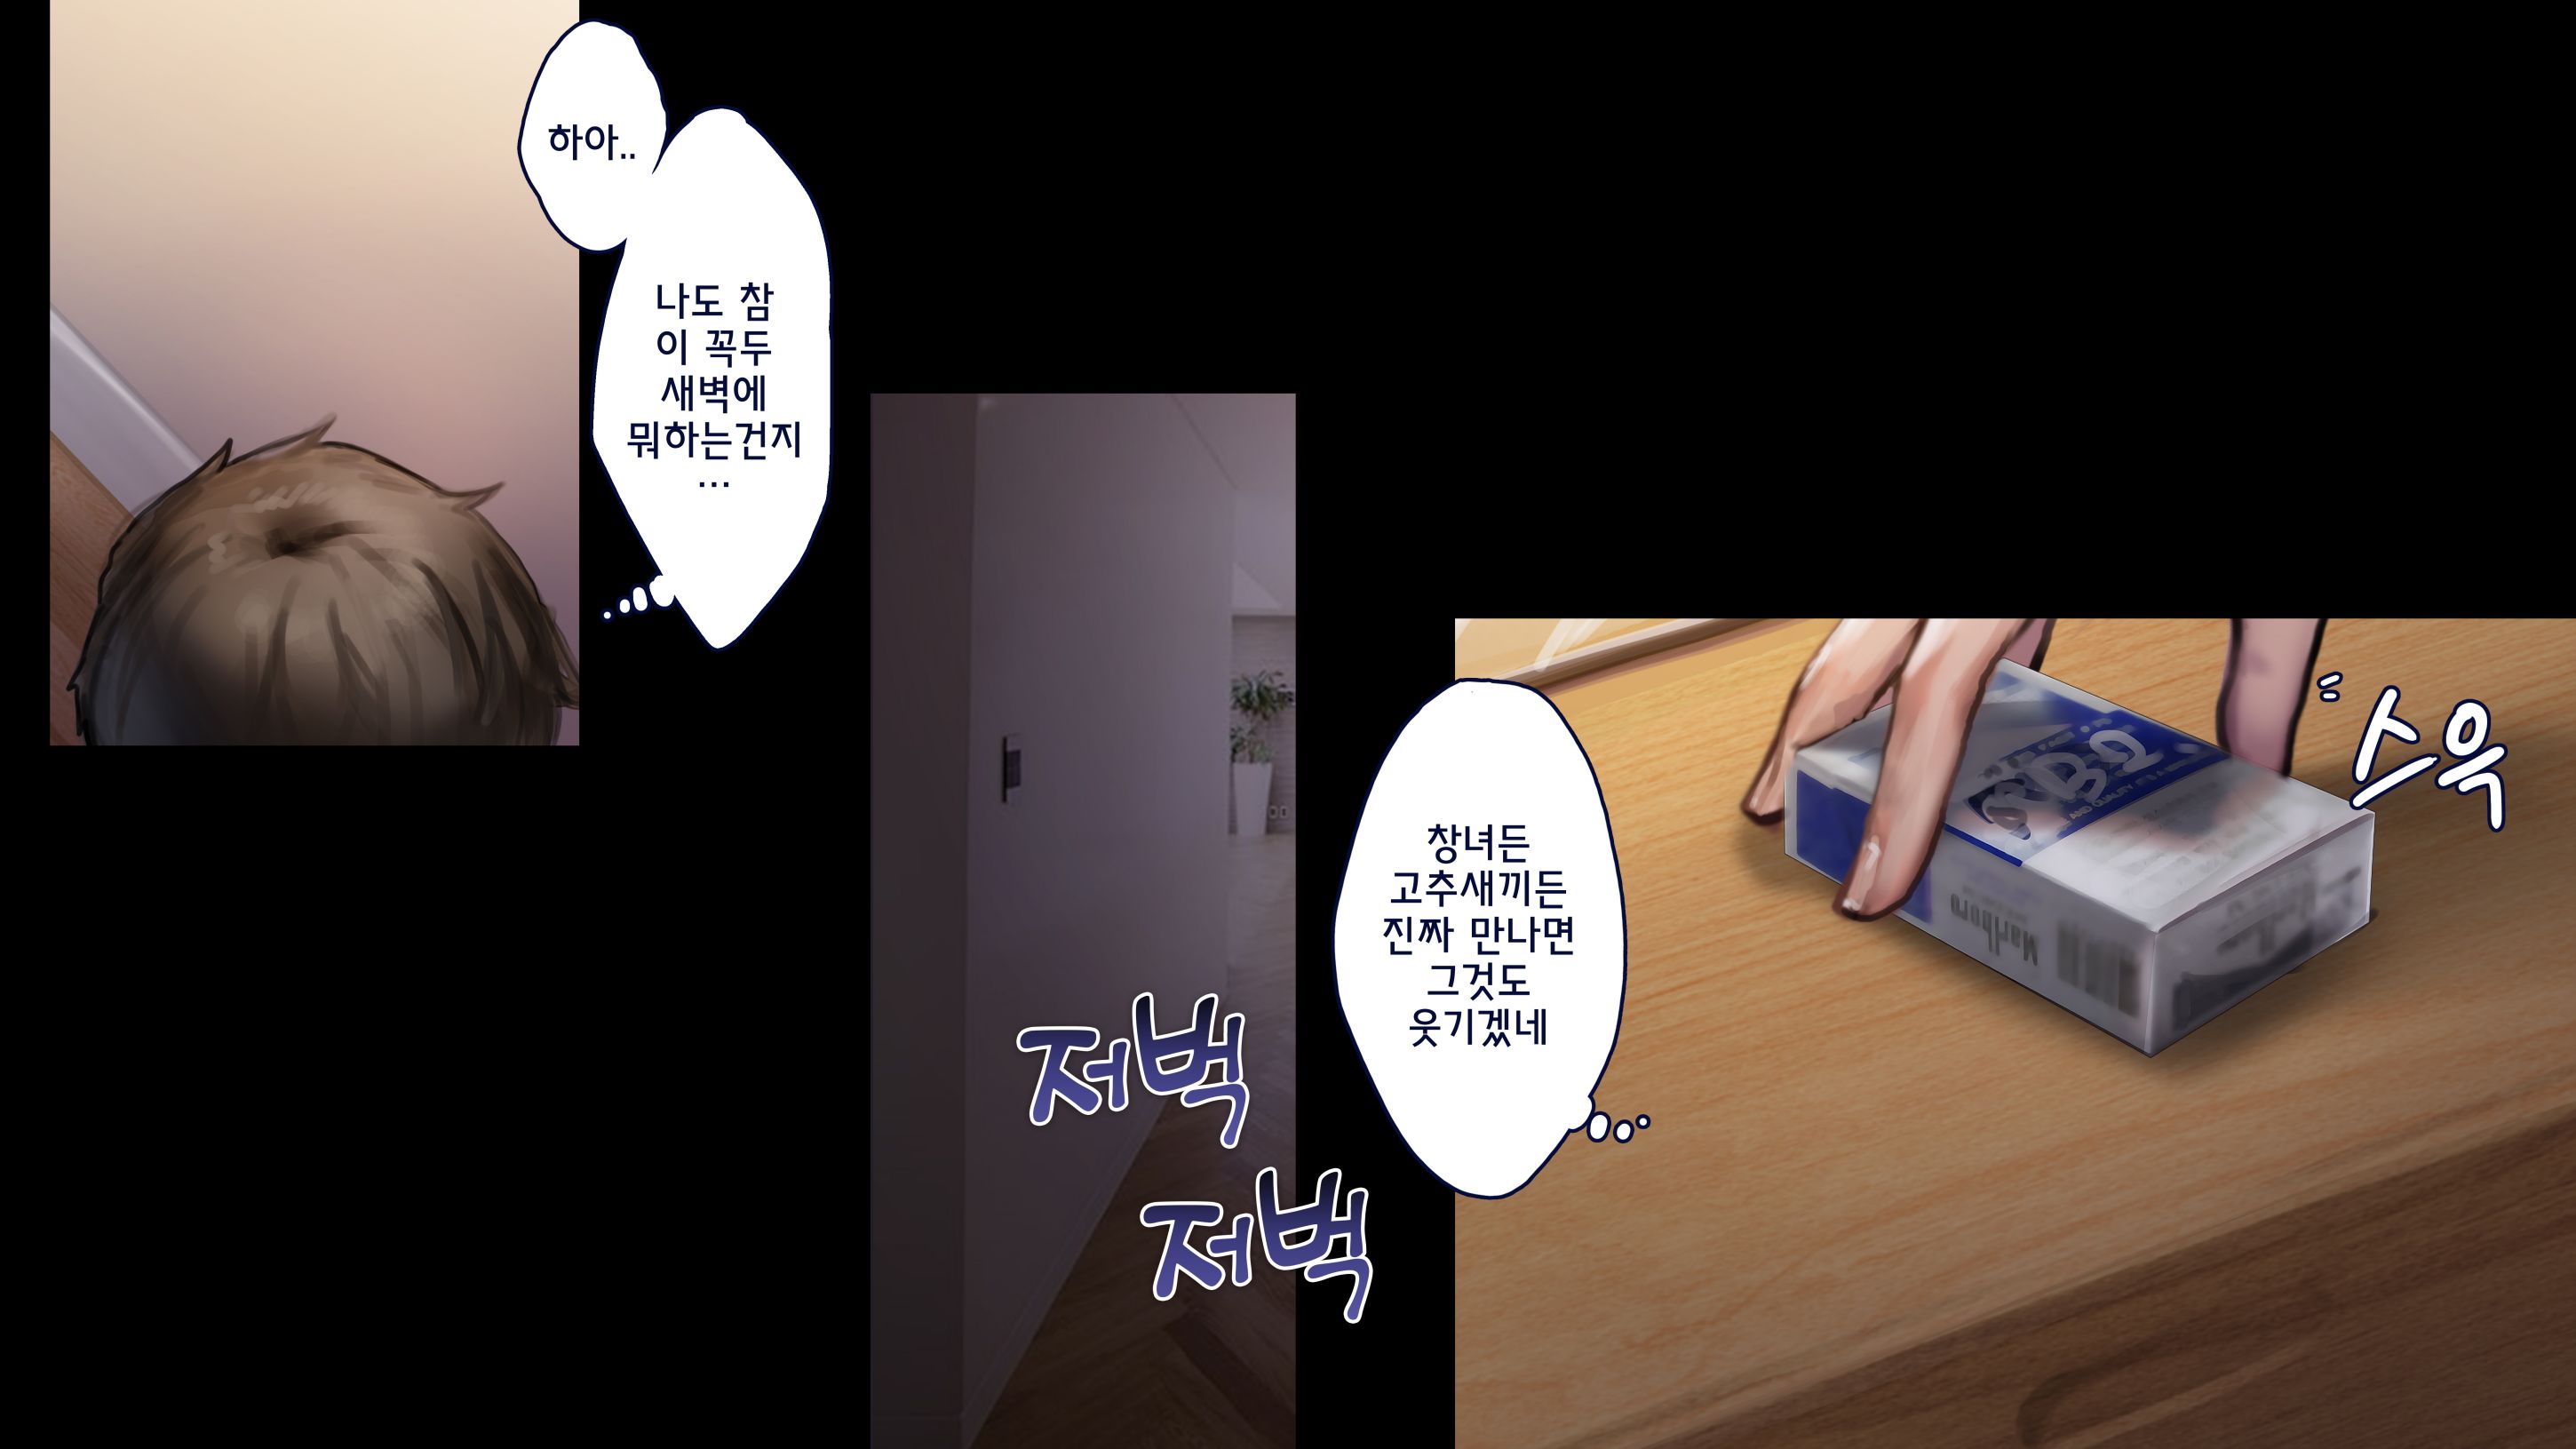 하아..
나도 참
이 꼭두
새벽에
뭐하는건지
...
저벅
저벅
창녀든
고추새끼든
진짜 만나면
그것도
웃기겠네
스윽
Marlboro